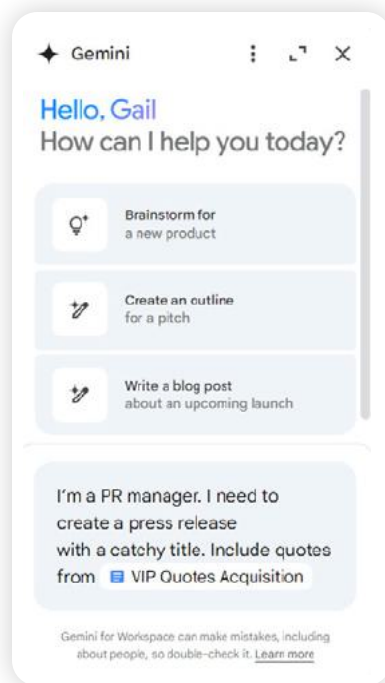 Gemini
Hello, Gail
How can I help you today?
Brainstorm for
a new product
Create an outline
for a pitch
Write a blog post
about an upcoming launch
I'm a PR manager. I need to
create a press release
with a catchy title. Include quotes
from VIP Quotes Acquisition
Gemini for Workspace can make mistakes, including
about people, so double-check it. Learn more